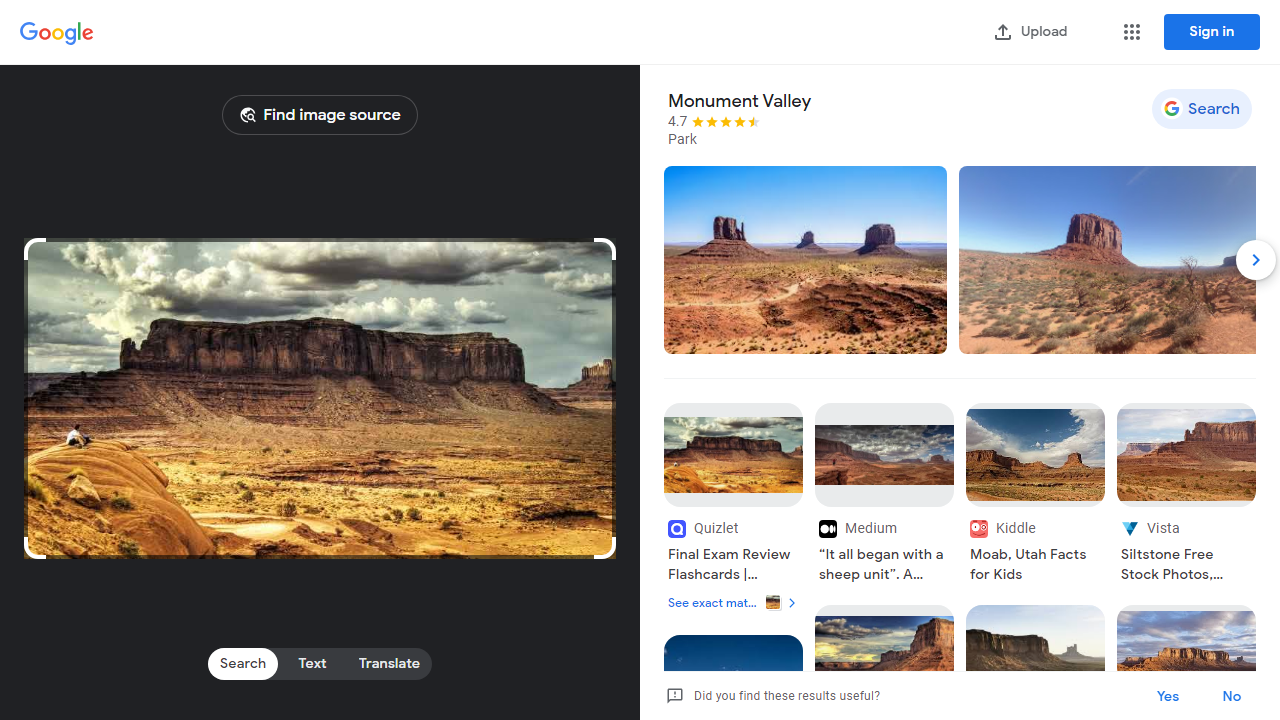 Google
Upload
Sign in
Find image source
Monument Valley
4.7
Park
Search
Quizlet
Final Exam Review
Flashcards |...
See exact mat...
Medium
“It all began with a
sheep unit”. A...
Kiddle
Moab, Utah Facts
for Kids
Vista
Siltstone Free
Stock Photos,...
Search
Text
Translate
Did you find these results useful?
Yes
No